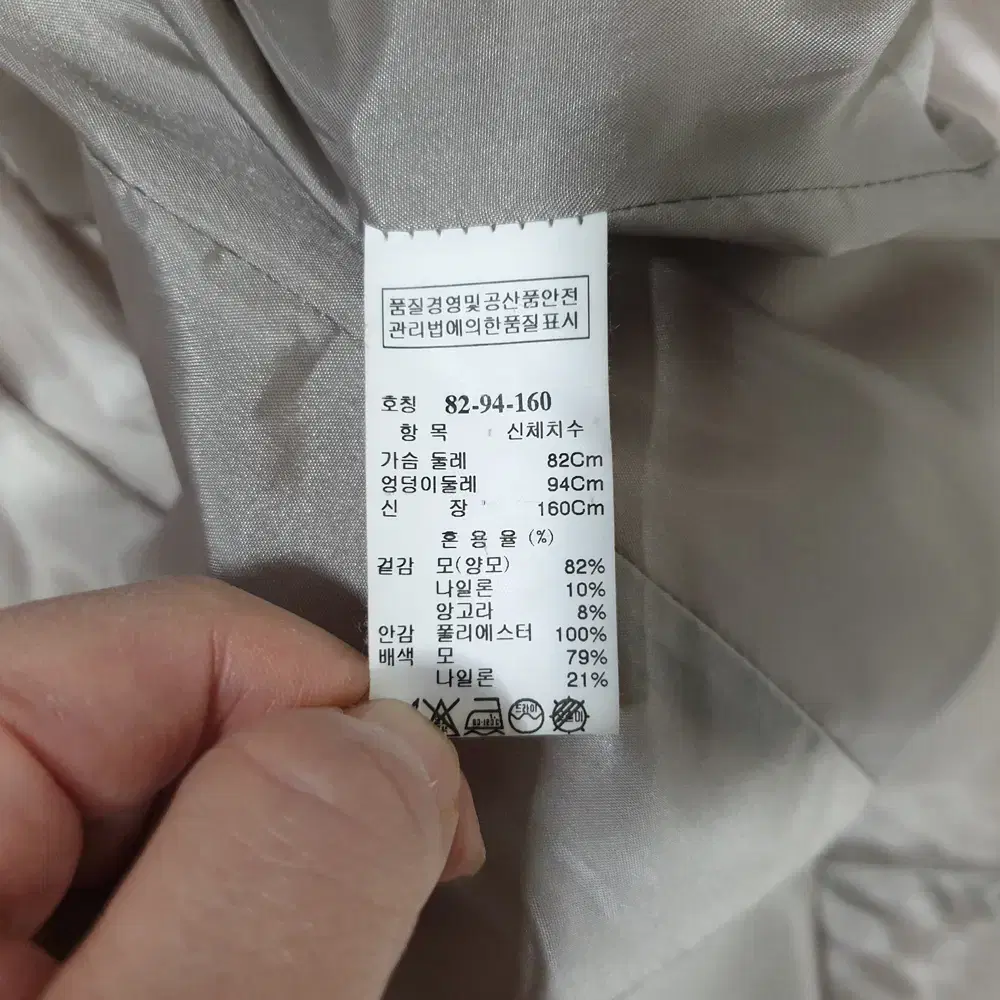 품질경영및공산품안전
관리법에의한품질표시
호칭 82-94-160
항 목 신체치수
가슴 둘레 82Cm
엉덩이둘레 94Cm
신 장 160Cm
혼 용 율 (%)
겉감 모(양모) 82%
나일론 10%
앙고라 8%
안감 폴리에스터 100%
배색 모 79%
나일론 21%
드라이